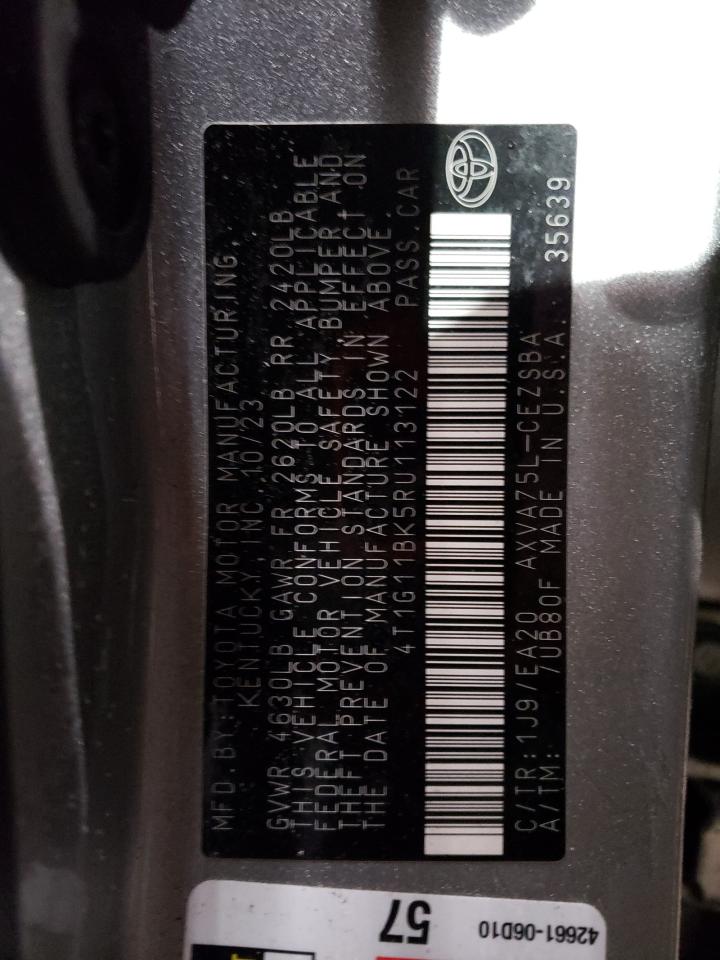 MFD.BY:TOYOTA MOTOR MANUFACTURING,
KENTUCKY, INC. 10/23
GVWR 4630LB GAWR FR 2620LB RR 2420LB
THIS VEHICLE CONFORMS TO ALL APPLICABLE
FEDERAL MOTOR VEHICLE SAFETY, BUMPER AND
THEFT PREVENTION STANDARDS IN EFFECT ON
THE DATE OF MANUFACTURE SHOWN ABOVE.
4T1G11BK5RU113122 PASS.CAR
C/TR:1J9/EA20 AXVA75L-CEZSBA
A/TM: /UB80F MADE IN U.S.A. 35639
57
42661-06D10